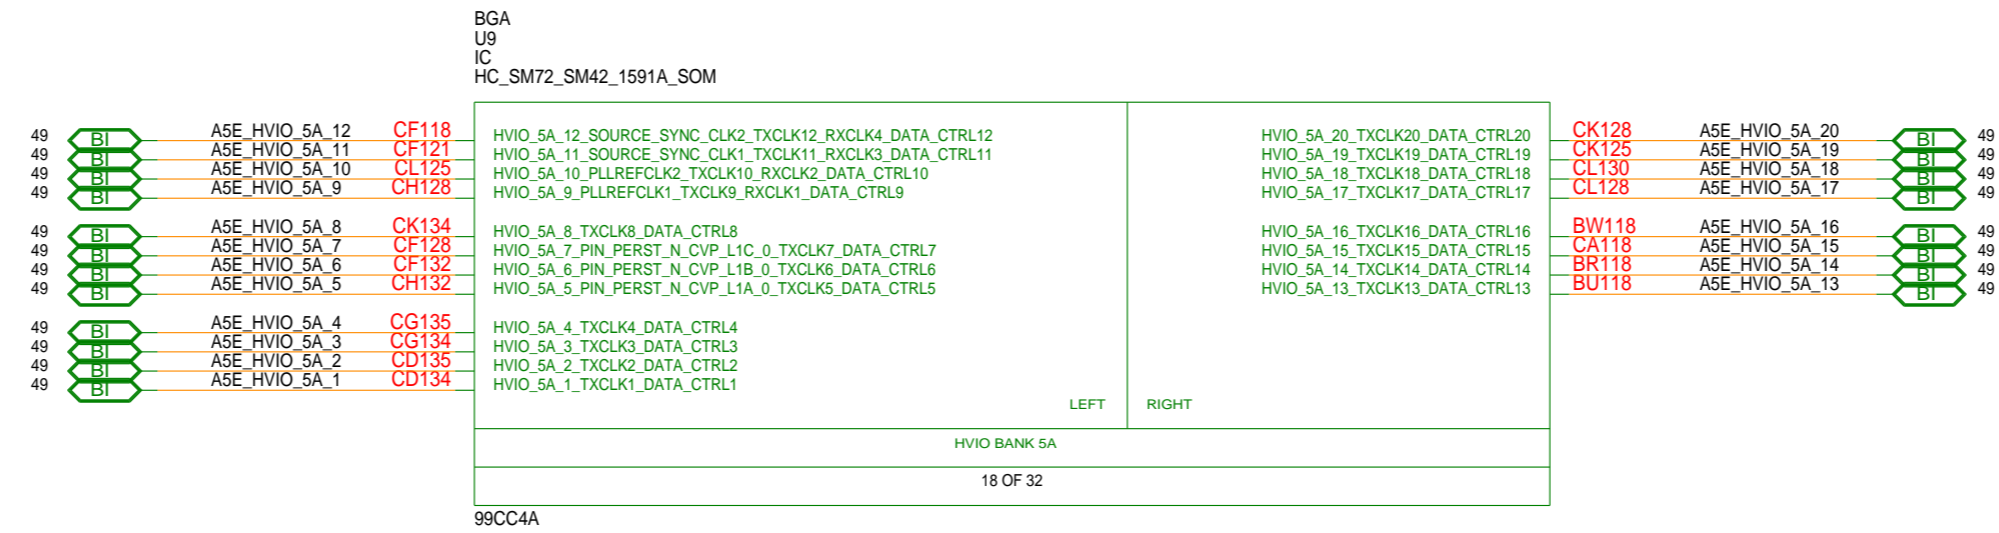 BGA
U9
IC
HC_SM72_SM42_1591A_SOM
49 BI A5E_HVIO_5A_12 CF118 HVIO_5A_12_SOURCE_SYNC_CLK2_TXCLK12_RXCLK4_DATA_CTRL12 HVIO_5A_20_TXCLK20_DATA_CTRL20 CK128 A5E_HVIO_5A_20 BI 49
49 BI A5E_HVIO_5A_11 CF121 HVIO_5A_11_SOURCE_SYNC_CLK1_TXCLK11_RXCLK3_DATA_CTRL11 HVIO_5A_19_TXCLK19_DATA_CTRL19 CK125 A5E_HVIO_5A_19 BI 49
49 BI A5E_HVIO_5A_10 CL125 HVIO_5A_10_PLLREFCLK2_TXCLK10_RXCLK2_DATA_CTRL10 HVIO_5A_18_TXCLK18_DATA_CTRL18 CL130 A5E_HVIO_5A_18 BI 49
49 BI A5E_HVIO_5A_9 CH128 HVIO_5A_9_PLLREFCLK1_TXCLK9_RXCLK1_DATA_CTRL9 HVIO_5A_17_TXCLK17_DATA_CTRL17 CL128 A5E_HVIO_5A_17 BI 49
49 BI A5E_HVIO_5A_8 CK134 HVIO_5A_8_TXCLK8_DATA_CTRL8 HVIO_5A_16_TXCLK16_DATA_CTRL16 BW118 A5E_HVIO_5A_16 BI 49
49 BI A5E_HVIO_5A_7 CF128 HVIO_5A_7_PIN_PERST_N_CVP_L1C_0_TXCLK7_DATA_CTRL7 HVIO_5A_15_TXCLK15_DATA_CTRL15 CA118 A5E_HVIO_5A_15 BI 49
49 BI A5E_HVIO_5A_6 CF132 HVIO_5A_6_PIN_PERST_N_CVP_L1B_0_TXCLK6_DATA_CTRL6 HVIO_5A_14_TXCLK14_DATA_CTRL14 BR118 A5E_HVIO_5A_14 BI 49
49 BI A5E_HVIO_5A_5 CH132 HVIO_5A_5_PIN_PERST_N_CVP_L1A_0_TXCLK5_DATA_CTRL5 HVIO_5A_13_TXCLK13_DATA_CTRL13 BU118 A5E_HVIO_5A_13 BI 49
49 BI A5E_HVIO_5A_4 CG135 HVIO_5A_4_TXCLK4_DATA_CTRL4
49 BI A5E_HVIO_5A_3 CG134 HVIO_5A_3_TXCLK3_DATA_CTRL3
49 BI A5E_HVIO_5A_2 CD135 HVIO_5A_2_TXCLK2_DATA_CTRL2
49 BI A5E_HVIO_5A_1 CD134 HVIO_5A_1_TXCLK1_DATA_CTRL1
LEFT RIGHT
HVIO BANK 5A
18 OF 32
99CC4A